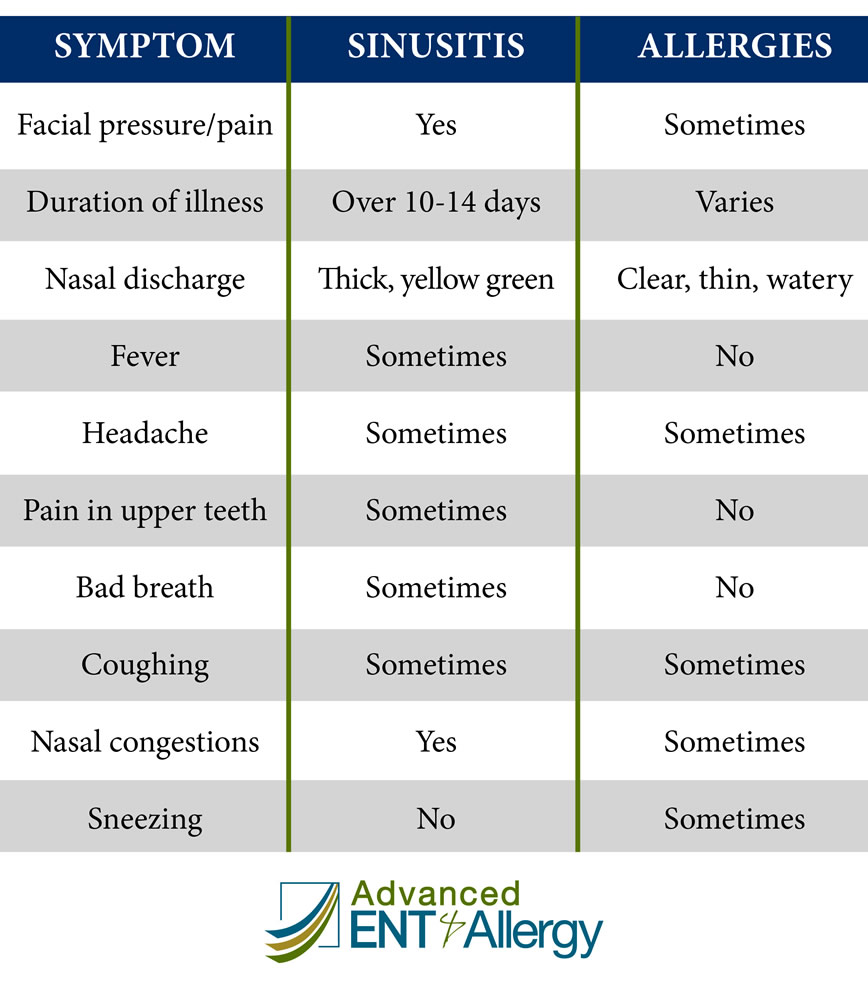 SYMPTOM SINUSITIS ALLERGIES
Facial pressure/pain Yes Sometimes
Duration of illness Over 10-14 days Varies
Nasal discharge Thick, yellow green Clear, thin, watery
Fever Sometimes No
Headache Sometimes Sometimes
Pain in upper teeth Sometimes No
Bad breath Sometimes No
Coughing Sometimes Sometimes
Nasal congestions Yes Sometimes
Sneezing No Sometimes
Advanced
ENT & Allergy